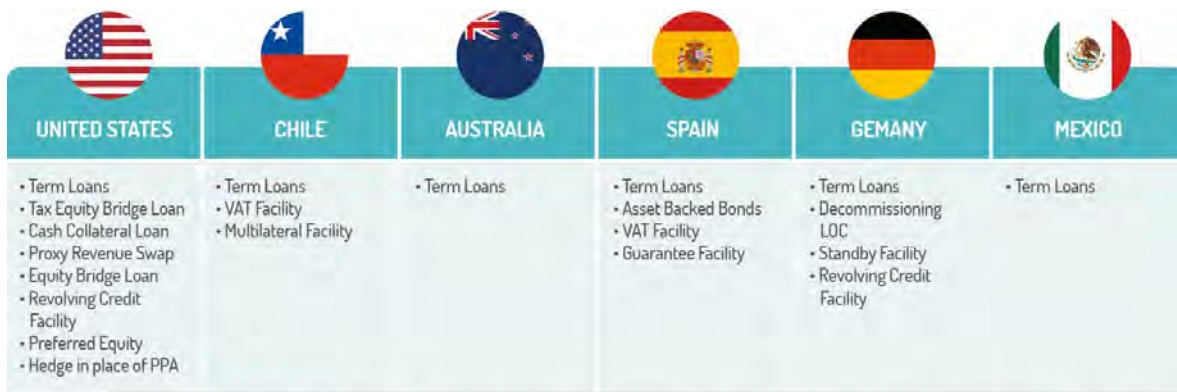 UNITED STATES
CHILE
AUSTRALIA
SPAIN
GEMANY
MEXICO
• Term Loans
• Tax Equity Bridge Loan
• Cash Collateral Loan
• Proxy Revenue Swap
• Equity Bridge Loan
• Revolving Credit
Facility
• Preferred Equity
• Hedge in place of PPA
• Term Loans
• VAT Facility
• Multilateral Facility
• Term Loans
• Term Loans
• Asset Backed Bonds
• VAT Facility
• Guarantee Facility
• Term Loans
• Decommissioning
LOC
• Standby Facility
• Revolving Credit
Facility
• Term Loans